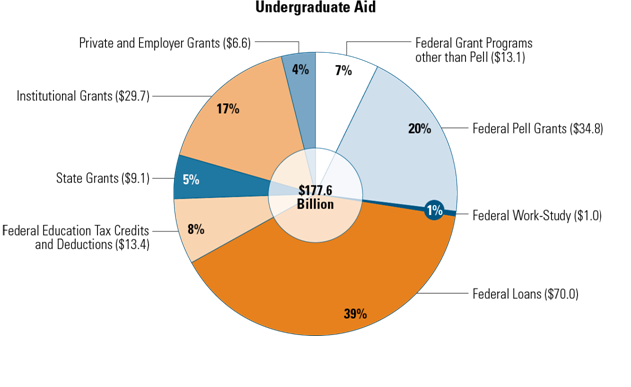 Undergraduate Aid
Private and Employer Grants ($6.6)
Federal Grant Programs
other than Pell ($13.1)
4%
7%
Institutional Grants ($29.7)
17%
20%
Federal Pell Grants ($34.8)
State Grants ($9.1)
5%
$177.6
Billion
1%
Federal Work-Study ($1.0)
Federal Education Tax Credits
and Deductions ($13.4)
8%
Federal Loans ($70.0)
39%